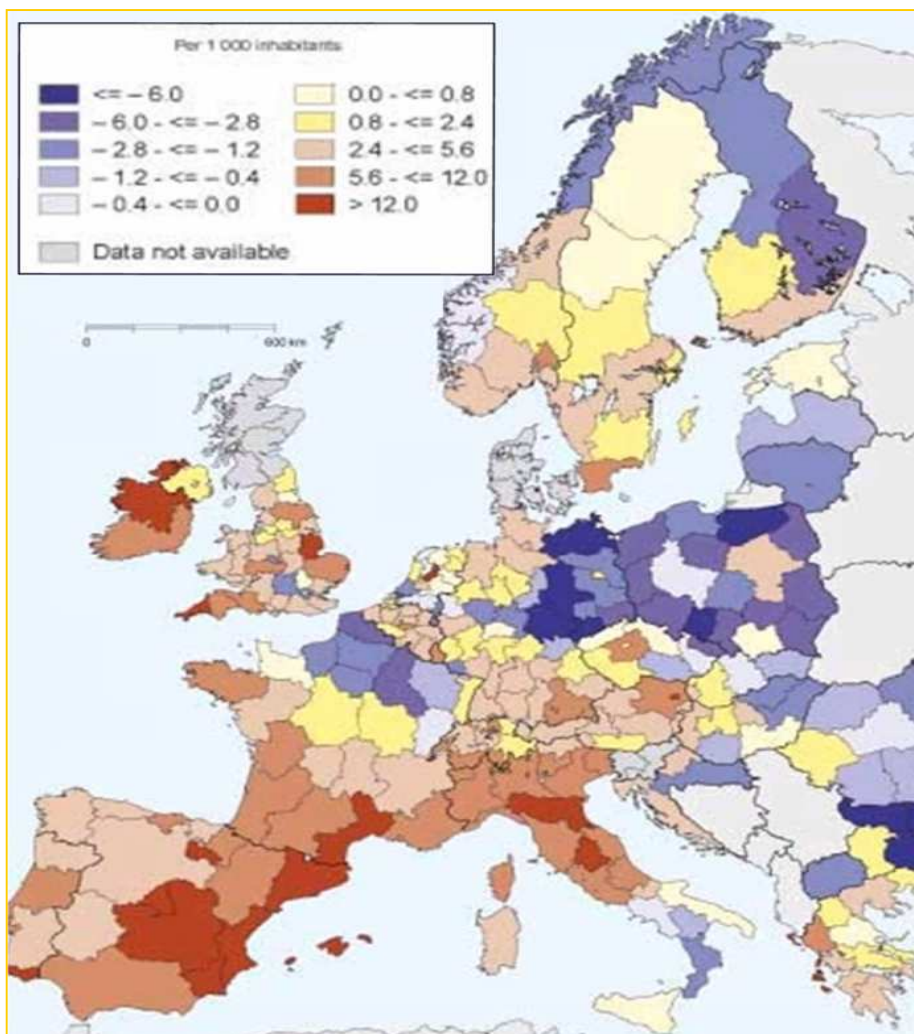 Per 1 000 inhabitants
<= – 6.0
– 6.0 - <= – 2.8
– 2.8 - <= – 1.2
– 1.2 - <= – 0.4
– 0.4 - <= 0.0
0.0 - <= 0.8
0.8 - <= 2.4
2.4 - <= 5.6
5.6 - <= 12.0
> 12.0
Data not available
0 600 km